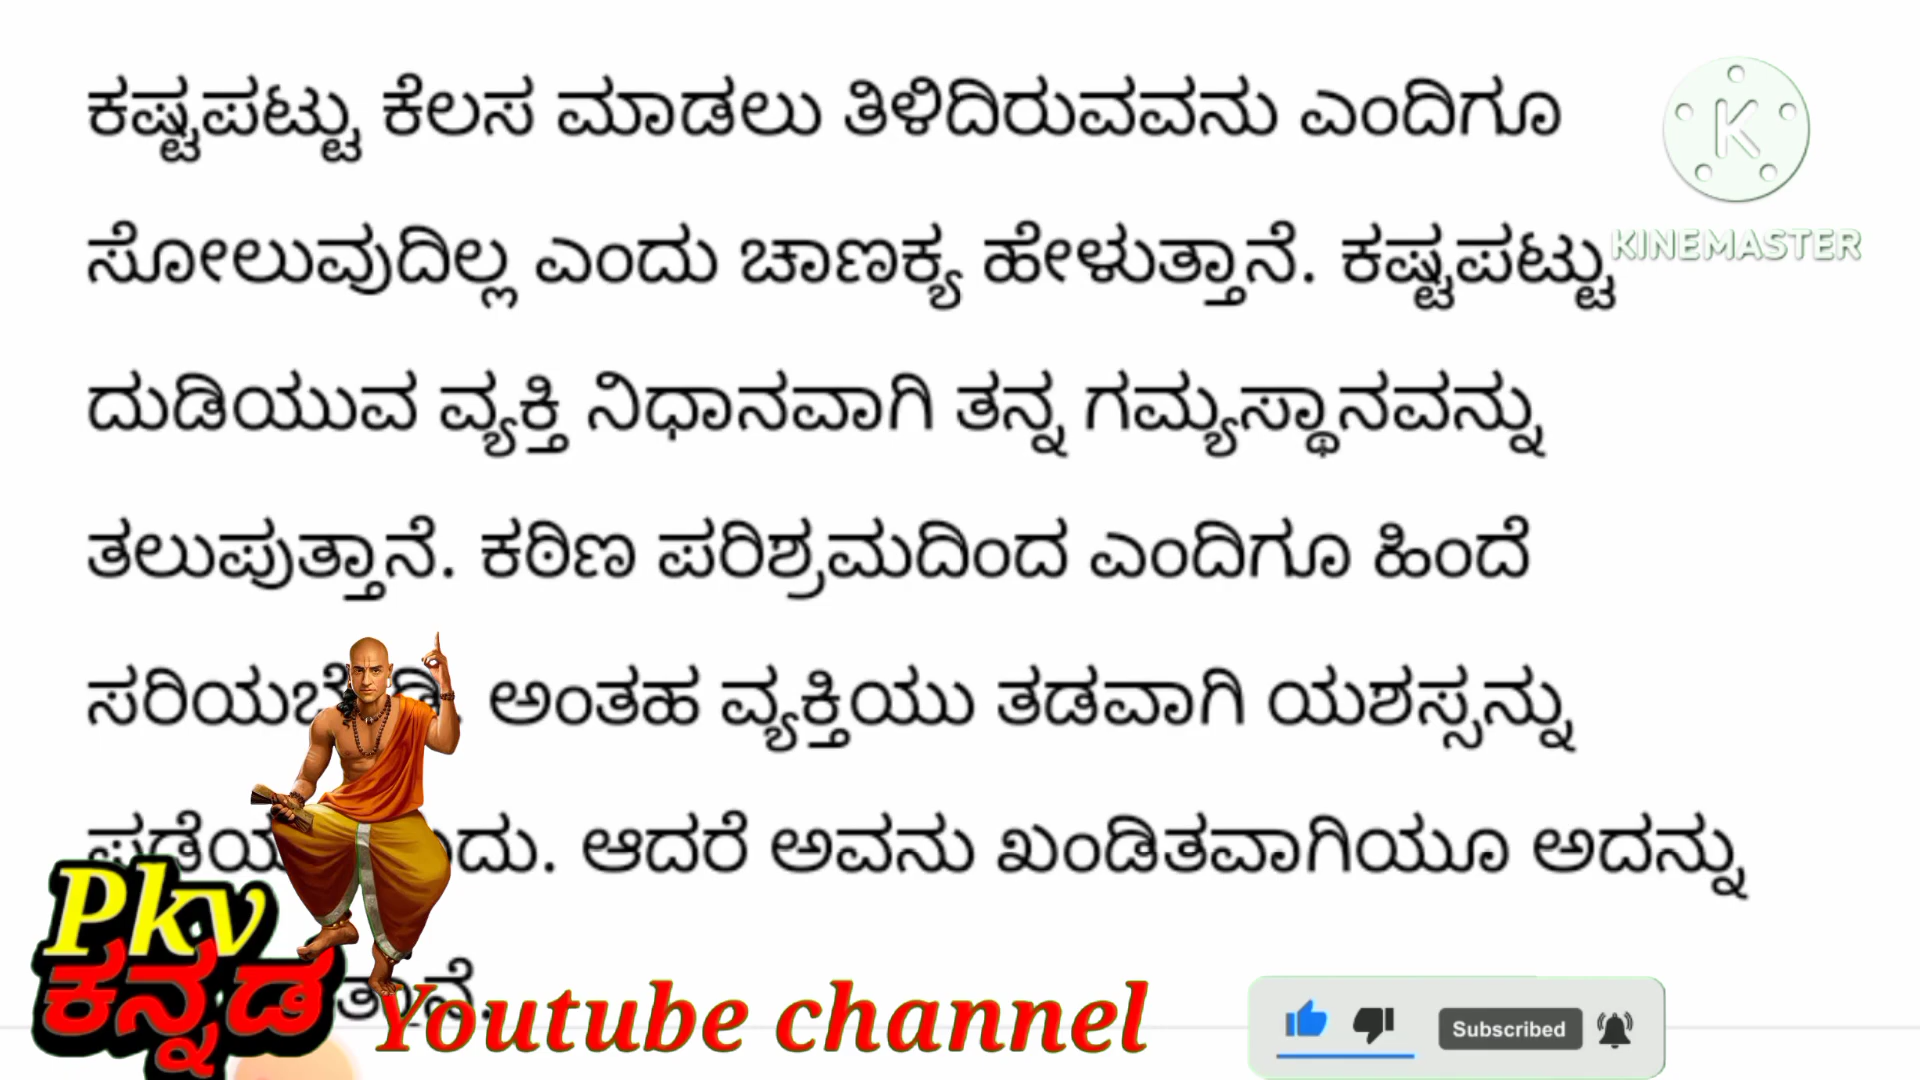 ಕಷ್ಟಪಟ್ಟು ಕೆಲಸ ಮಾಡಲು ತಿಳಿದಿರುವವನು ಎಂದಿಗೂ
ಸೋಲುವುದಿಲ್ಲ ಎಂದು ಚಾಣಕ್ಯ ಹೇಳುತ್ತಾನೆ. ಕಷ್ಟಪಟ್ಟು
ದುಡಿಯುವ ವ್ಯಕ್ತಿ ನಿಧಾನವಾಗಿ ತನ್ನ ಗಮ್ಯಸ್ಥಾನವನ್ನು
ತಲುಪುತ್ತಾನೆ. ಕಠಿಣ ಪರಿಶ್ರಮದಿಂದ ಎಂದಿಗೂ ಹಿಂದೆ
ಅಂತಹ ವ್ಯಕ್ತಿಯು ತಡವಾಗಿ ಯಶಸ್ಸನ್ನು
ಆದರೆ ಅವನು ಖಂಡಿತವಾಗಿಯೂ ಅದನ್ನು
K
KINEMASTER
Pkv
ಕನ್ನಡ
Youtube channel
Subscribed